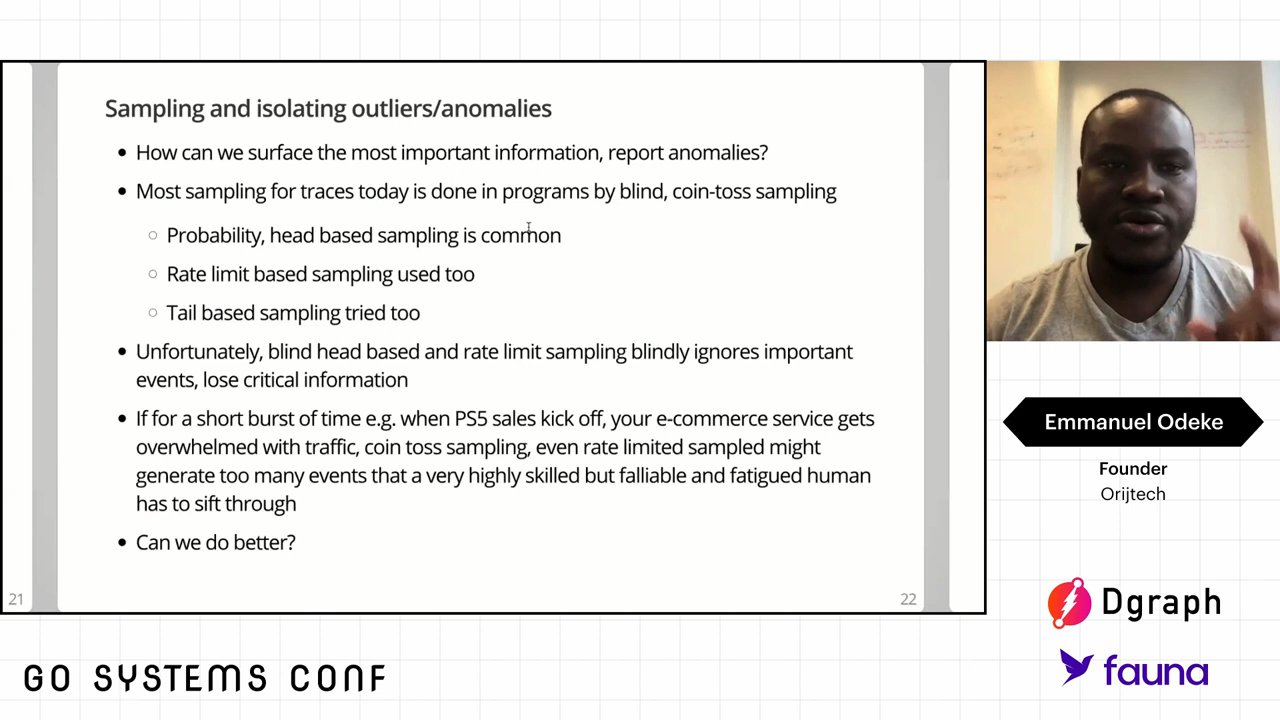 Sampling and isolating outliers/anomalies
• How can we surface the most important information, report anomalies?
• Most sampling for traces today is done in programs by blind, coin-toss sampling
○ Probability, head based sampling is common
○ Rate limit based sampling used too
○ Tail based sampling tried too
• Unfortunately, blind head based and rate limit sampling blindly ignores important
events, lose critical information
• If for a short burst of time e.g. when PS5 sales kick off, your e-commerce service gets
overwhelmed with traffic, coin toss sampling, even rate limited sampled might
generate too many events that a very highly skilled but falliable and fatigued human
has to sift through
• Can we do better?
21
22
Emmanuel Odeke
Founder
Orijtech
Dgraph
fauna
GO SYSTEMS CONF